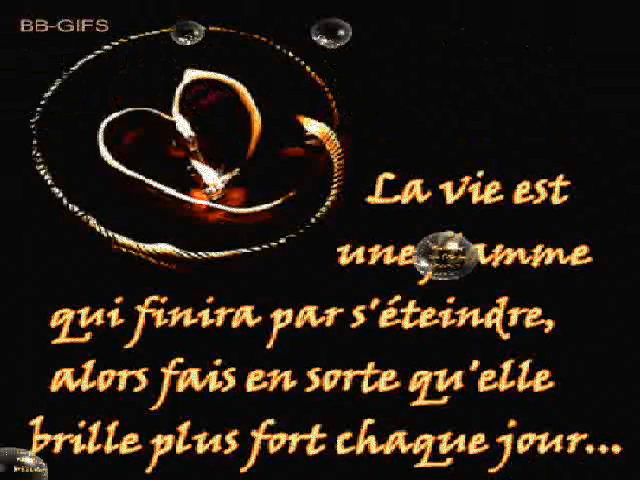 BB-GIFS
La vie est
une
qui finira par s'éteindre,
alors fais en sorte qu'elle
brille plus fort chaque jour...